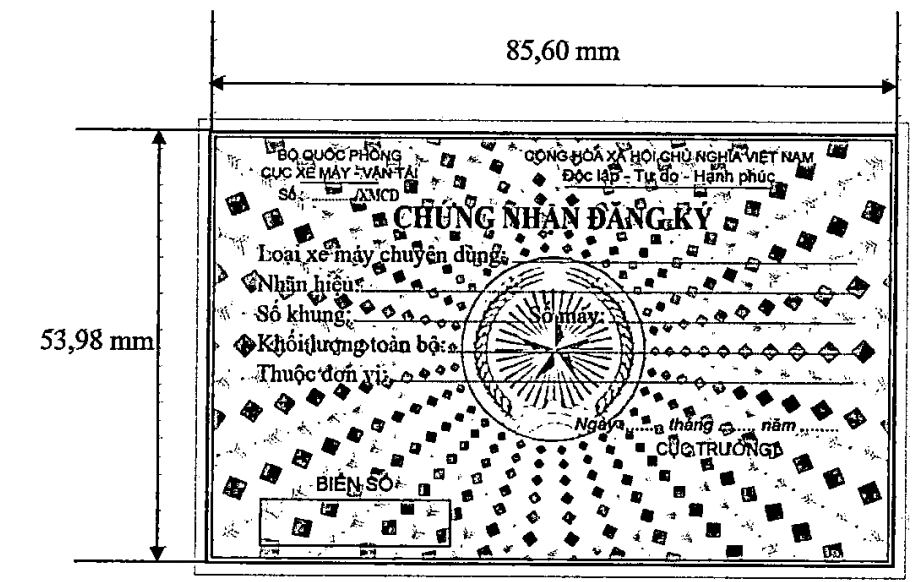 85,60 mm
53,98 mm
BỘ QUỐC PHÒNG
CỤC XE MÁY - VẬN TẢI
Số: ......../XMCD
CỘNG HÒA XÃ HỘI CHỦ NGHĨA VIỆT NAM
Độc lập - Tự do - Hạnh phúc
CHỨNG NHẬN ĐĂNG KÝ
Loại xe máy chuyên dùng:
Nhãn hiệu:
Số khung: Số máy:
Khối lượng toàn bộ:
Thuộc đơn vị:
Ngày ....... tháng ....... năm ........
CỤC TRƯỞNG
BIỂN SỐ